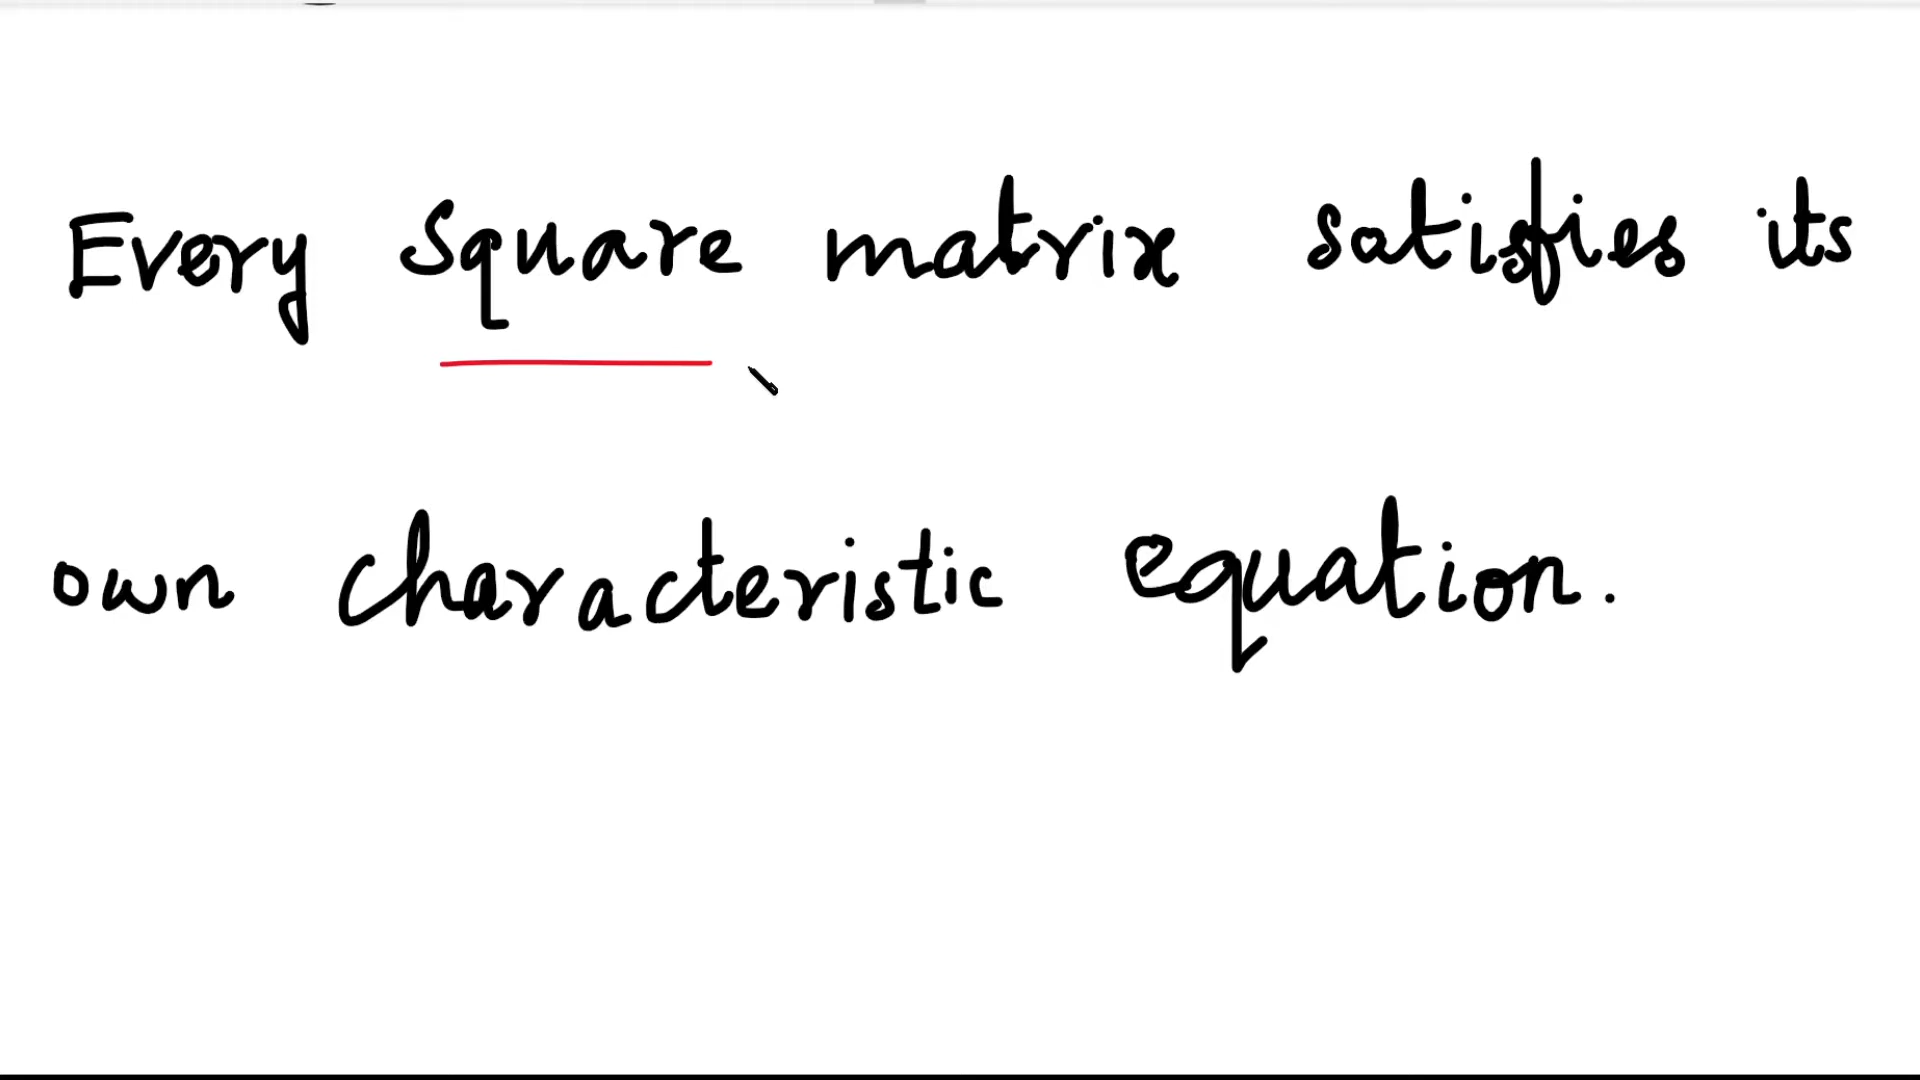 Every square matrix satisfies its
own characteristic equation.